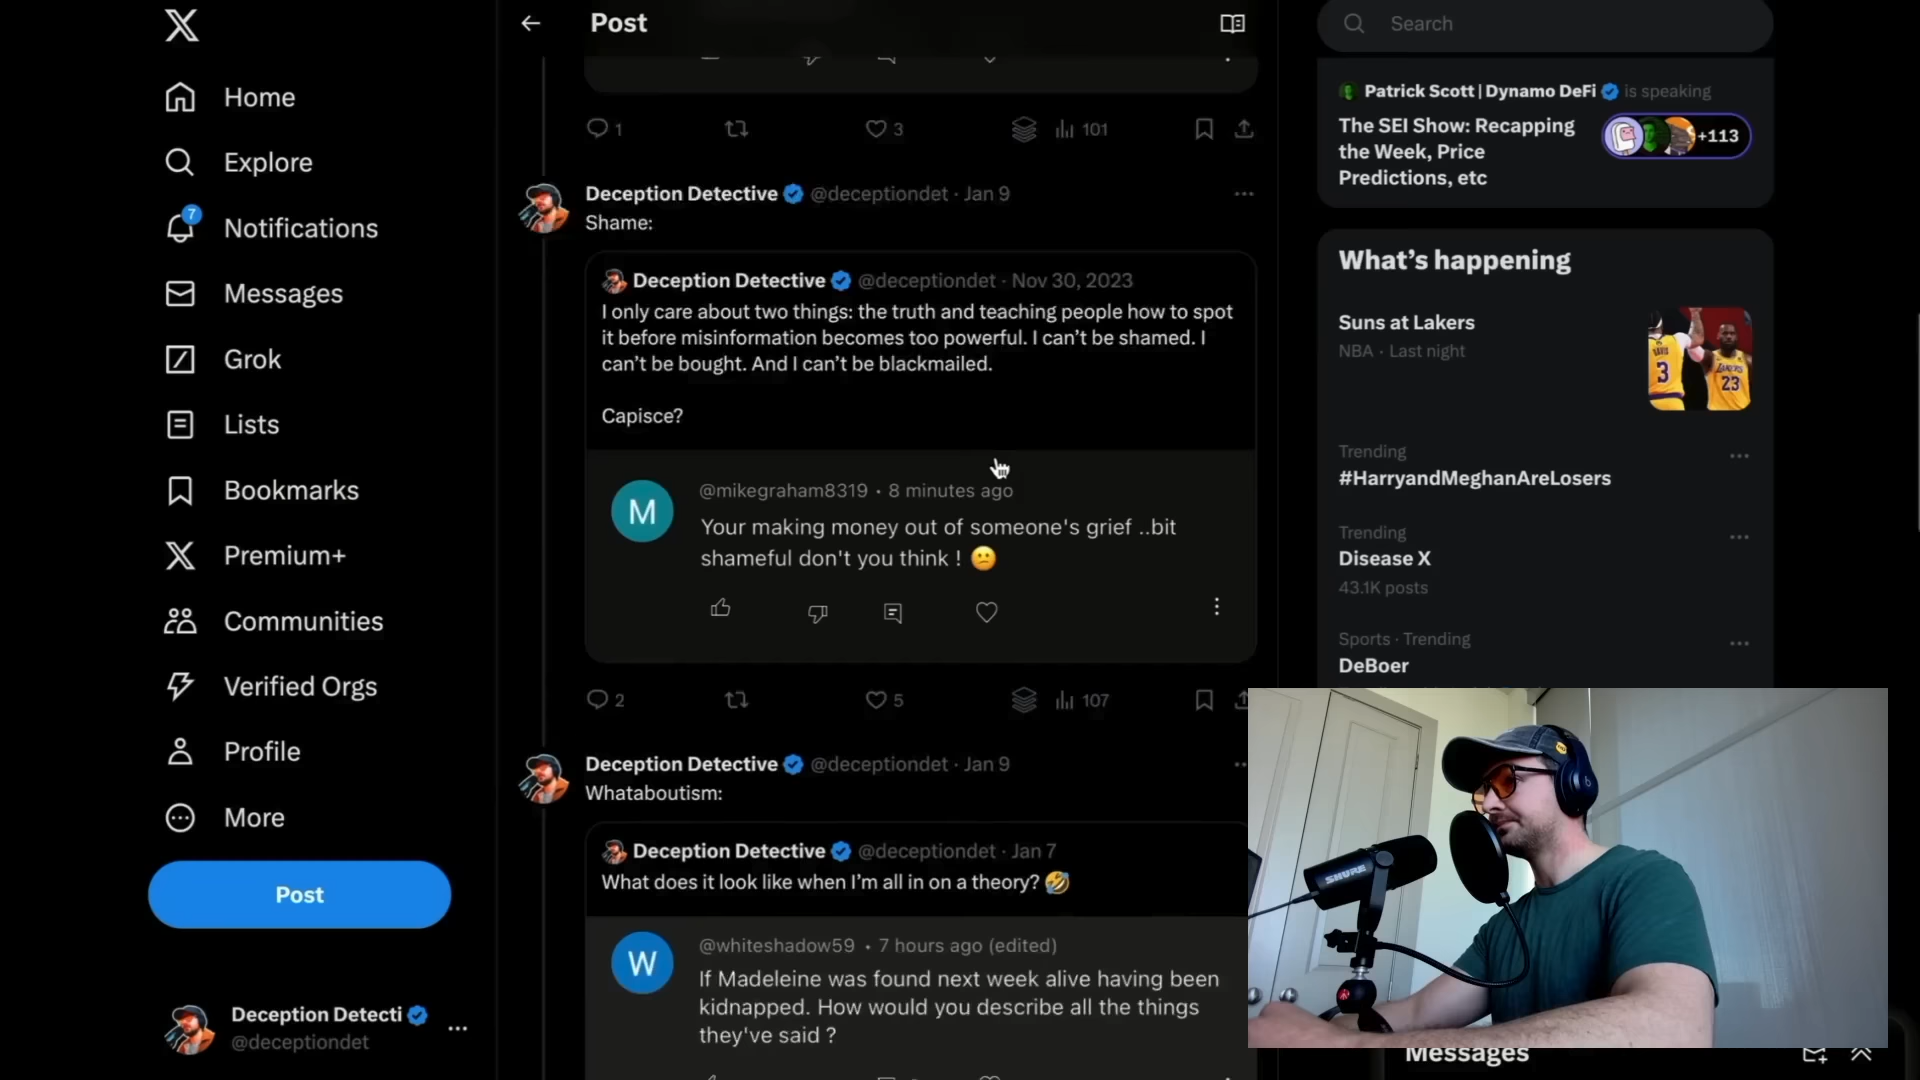 Home
Explore
7
Notifications
Messages
Grok
Lists
Bookmarks
Premium+
Communities
Verified Orgs
Profile
More
Post
Deception Detecti
@deceptiondet
Post
1
3
101
Deception Detective @deceptiondet · Jan 9
Shame:
Deception Detective @deceptiondet · Nov 30, 2023
I only care about two things: the truth and teaching people how to spot
it before misinformation becomes too powerful. I can't be shamed. I
can't be bought. And I can't be blackmailed.
Capisce?
M
@mikegraham8319 • 8 minutes ago
Your making money out of someone's grief ..bit
shameful don't you think ! 😕
2
5
107
Deception Detective @deceptiondet · Jan 9
Whataboutism:
Deception Detective @deceptiondet · Jan 7
What does it look like when I'm all in on a theory? 🤣
W
@whiteshadow59 • 7 hours ago (edited)
If Madeleine was found next week alive having been
kidnapped. How would you describe all the things
they've said ?
Search
Patrick Scott | Dynamo DeFi is speaking
The SEI Show: Recapping
the Week, Price
Predictions, etc
+113
What's happening
Suns at Lakers
NBA · Last night
3
23
Trending
#HarryandMeghanAreLosers
Trending
Disease X
43.1K posts
Sports · Trending
DeBoer
SHURE
Messages